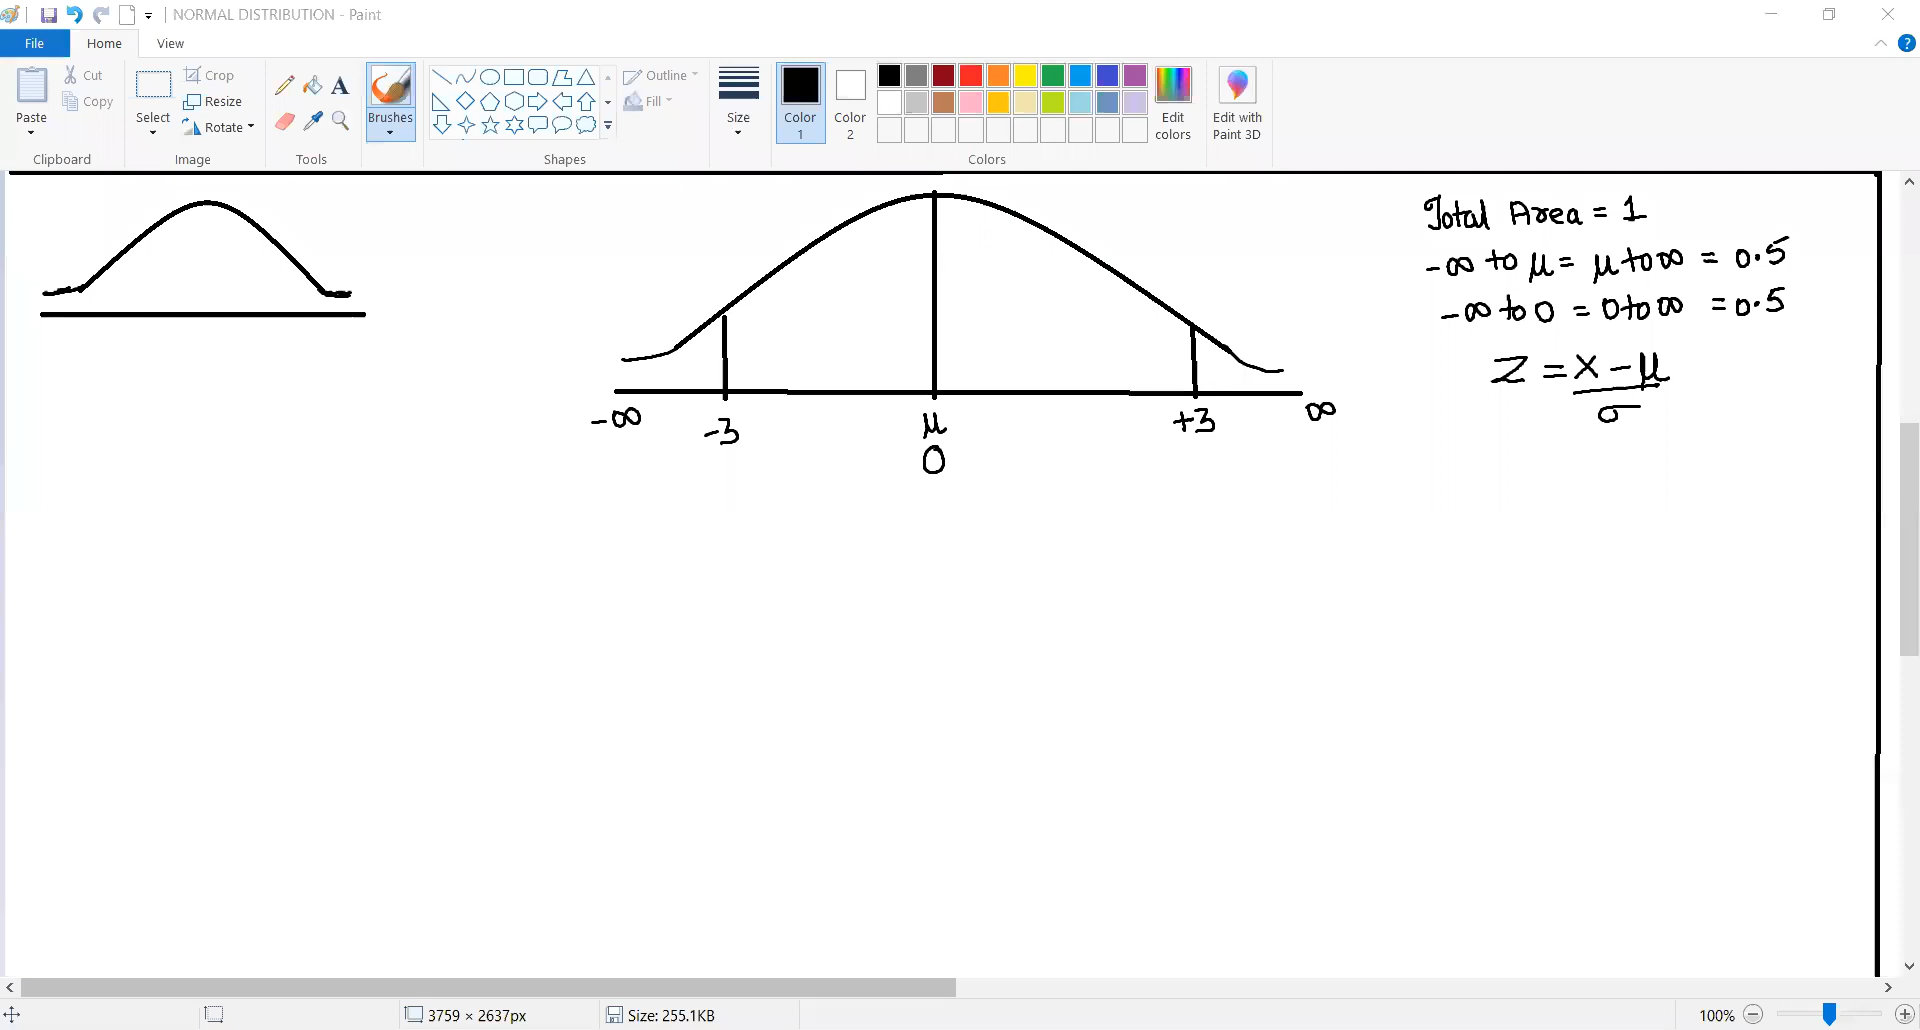 NORMAL DISTRIBUTION - Paint
File Home View
Paste
Cut
Copy
Clipboard
Select
Crop
Resize
Rotate
Image
A
Tools
Brushes
Shapes
Outline
Fill
Size
Color 1
Color 2
Colors
Edit colors
Edit with Paint 3D
Total Area = 1
-∞ to μ = μ to ∞ = 0.5
-∞ to 0 = 0 to ∞ = 0.5
Z = X - μ
σ
-∞ -3 μ +3 ∞
0
3759 × 2637px Size: 255.1KB 100%